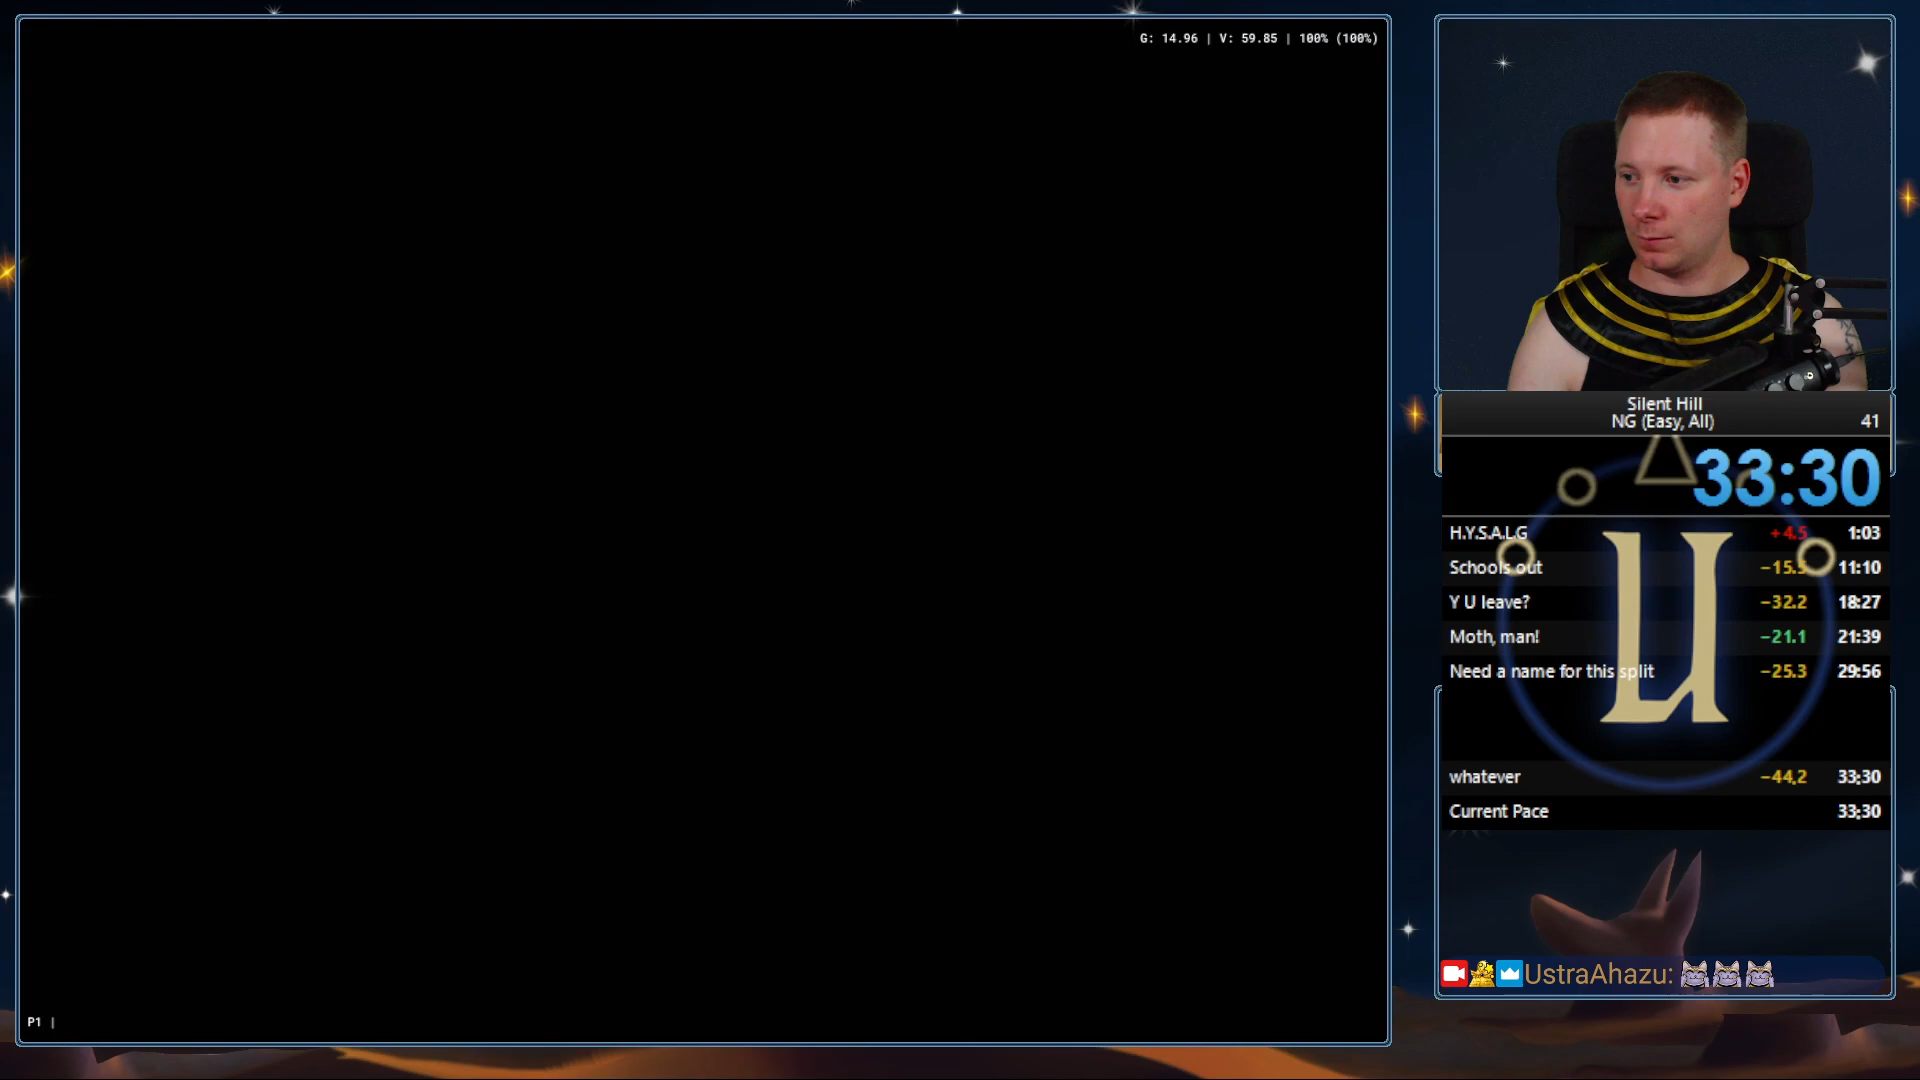 G: 14.96 | V: 59.85 | 100% (100%)
Silent Hill
NG (Easy, All) 41
33:30
H.Y.S.A.L.G +4.5 1:03
Schools out −15.5 11:10
Y U leave? −32.2 18:27
Moth, man! −21.1 21:39
Need a name for this split −25.3 29:56
whatever −44.2 33:30
Current Pace 33:30
UstraAhazu:
P1 |